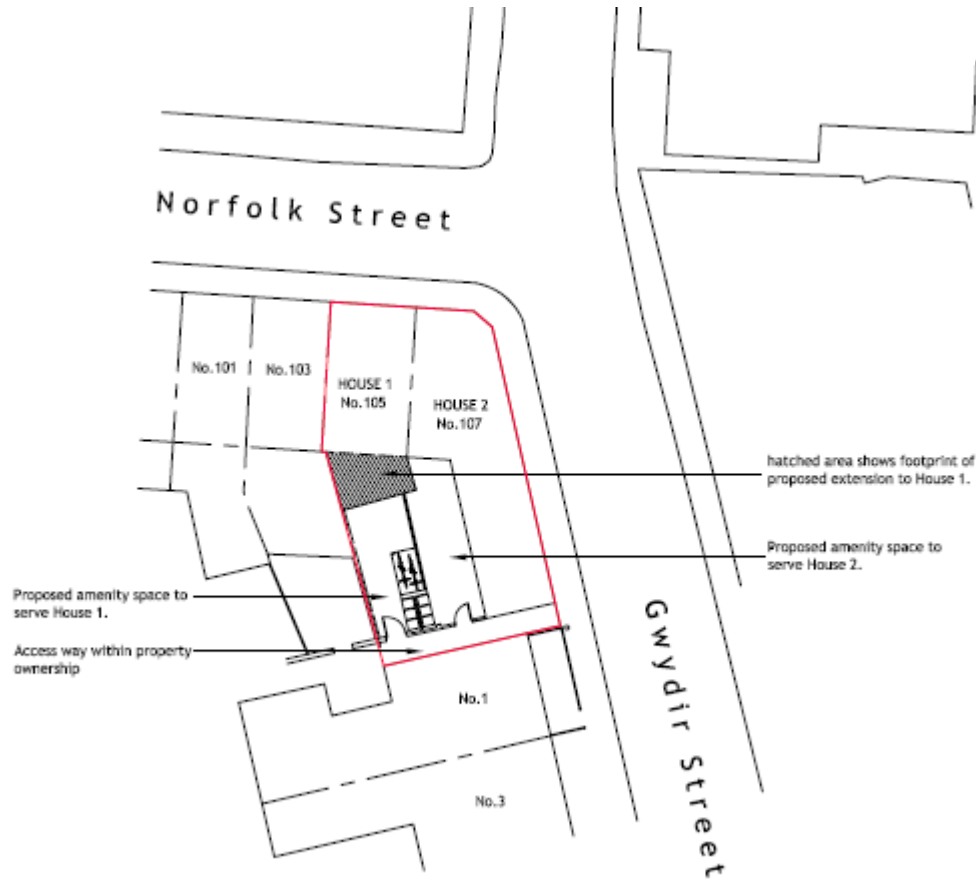 Norfolk Street
No.101
No.103
HOUSE 1
No.105
HOUSE 2
No.107
hatched area shows footprint of
proposed extension to House 1.
Proposed amenity space to
serve House 2.
Proposed amenity space to
serve House 1.
Access way within property
ownership
Gwydir Street
No.1
No.3